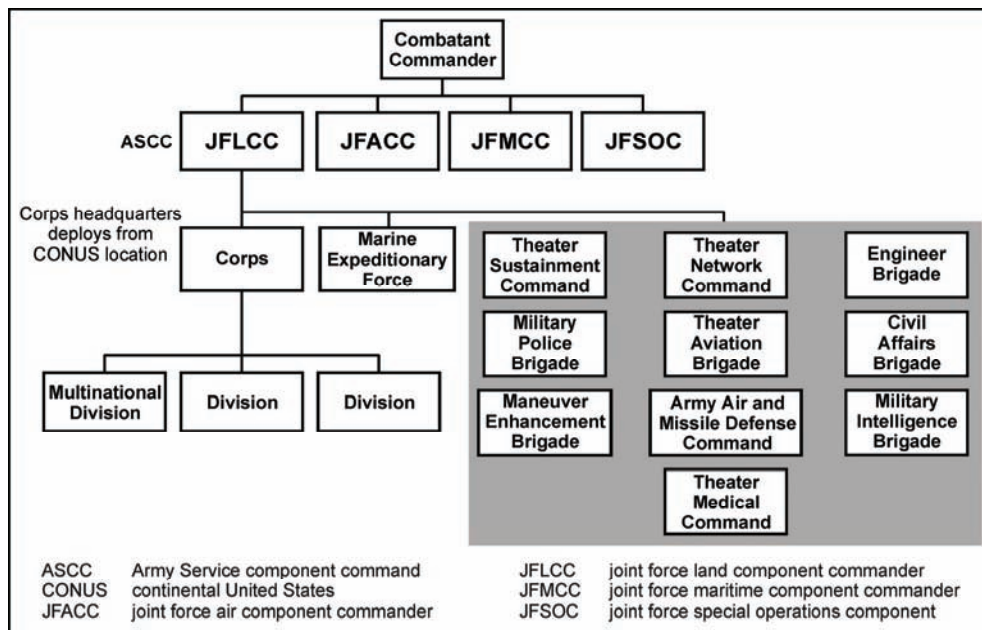 Combatant
Commander
ASCC
JFLCC
JFACC
JFMCC
JFSOC
Corps headquarters
deploys from
CONUS location
Corps
Marine
Expeditionary
Force
Theater
Sustainment
Command
Theater
Network
Command
Engineer
Brigade
Military
Police
Brigade
Theater
Aviation
Brigade
Civil
Affairs
Brigade
Multinational
Division
Division
Division
Maneuver
Enhancement
Brigade
Army Air and
Missile Defense
Command
Military
Intelligence
Brigade
Theater
Medical
Command
ASCC Army Service component command
CONUS continental United States
JFACC joint force air component commander
JFLCC joint force land component commander
JFMCC joint force maritime component commander
JFSOC joint force special operations component